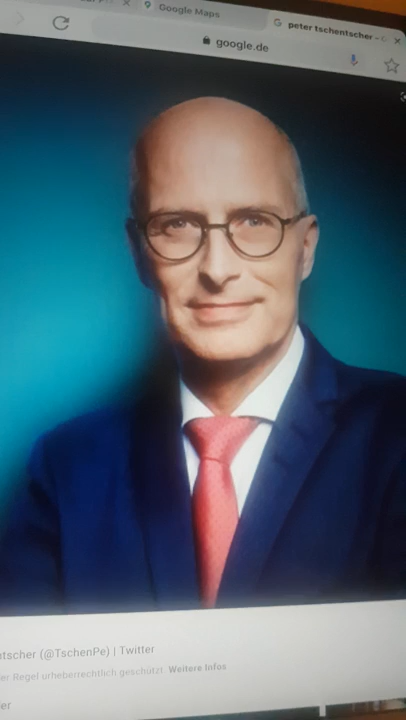 Google Maps
peter tschentscher -
google.de
tscher (@TschenPe) | Twitter
er Regel urheberrechtlich geschützt. Weitere Infos
er